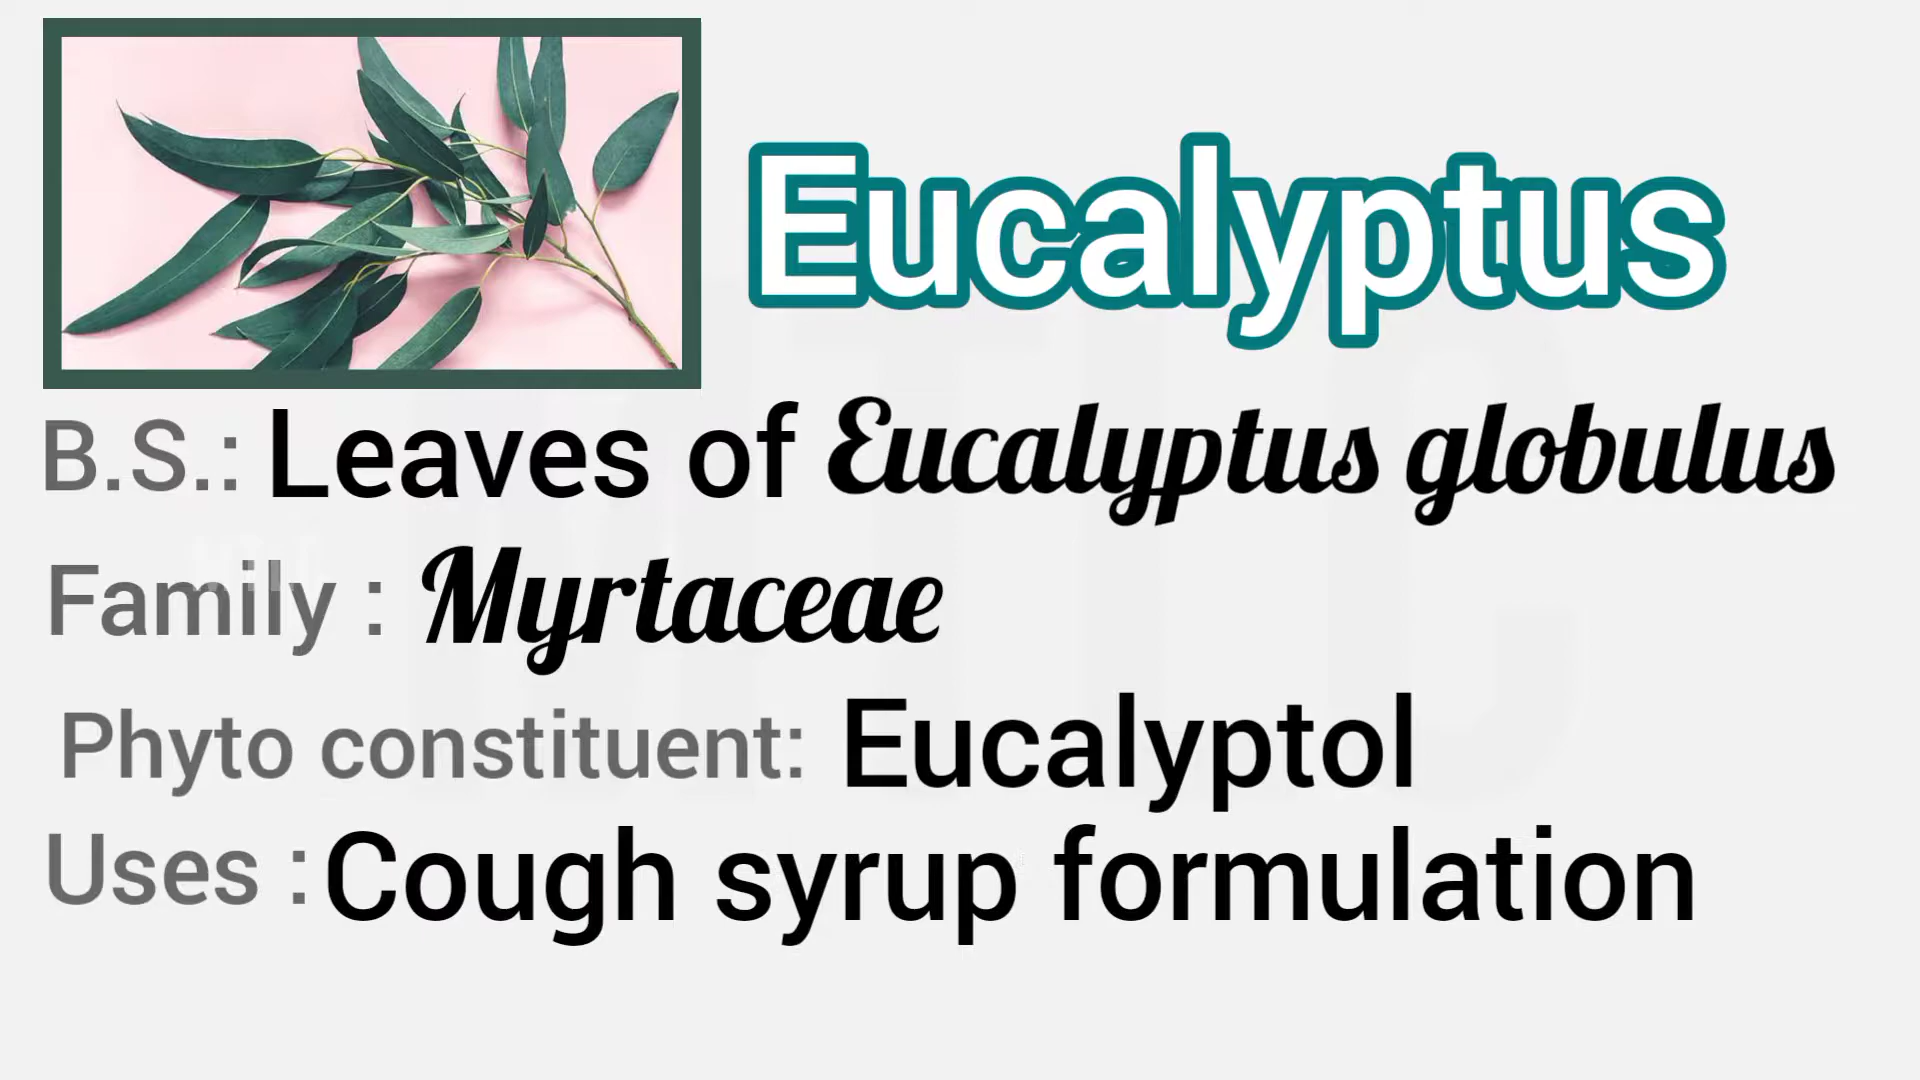 Eucalyptus
B.S.: Leaves of Eucalyptus globulus
Family : Myrtaceae
Phyto constituent: Eucalyptol
Uses : Cough syrup formulation